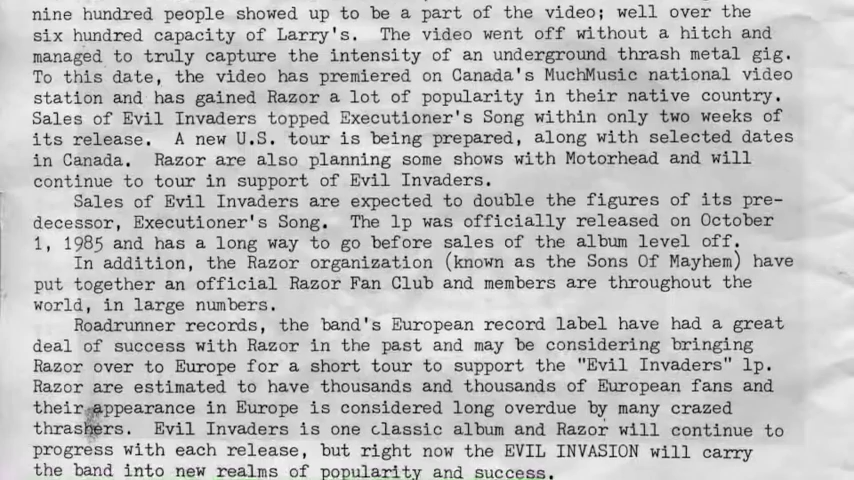 nine hundred people showed up to be a part of the video; well over the
six hundred capacity of Larry's. The video went off without a hitch and
managed to truly capture the intensity of an underground thrash metal gig.
To this date, the video has premiered on Canada's MuchMusic national video
station and has gained Razor a lot of popularity in their native country.
Sales of Evil Invaders topped Executioner's Song within only two weeks of
its release. A new U.S. tour is being prepared, along with selected dates
in Canada. Razor are also planning some shows with Motorhead and will
continue to tour in support of Evil Invaders.
Sales of Evil Invaders are expected to double the figures of its pre-
decessor, Executioner's Song. The lp was officially released on October
1, 1985 and has a long way to go before sales of the album level off.
In addition, the Razor organization (known as the Sons Of Mayhem) have
put together an official Razor Fan Club and members are throughout the
world, in large numbers.
Roadrunner records, the band's European record label have had a great
deal of success with Razor in the past and may be considering bringing
Razor over to Europe for a short tour to support the "Evil Invaders" lp.
Razor are estimated to have thousands and thousands of European fans and
their appearance in Europe is considered long overdue by many crazed
thrashers. Evil Invaders is one classic album and Razor will continue to
progress with each release, but right now the EVIL INVASION will carry
the band into new realms of popularity and success.